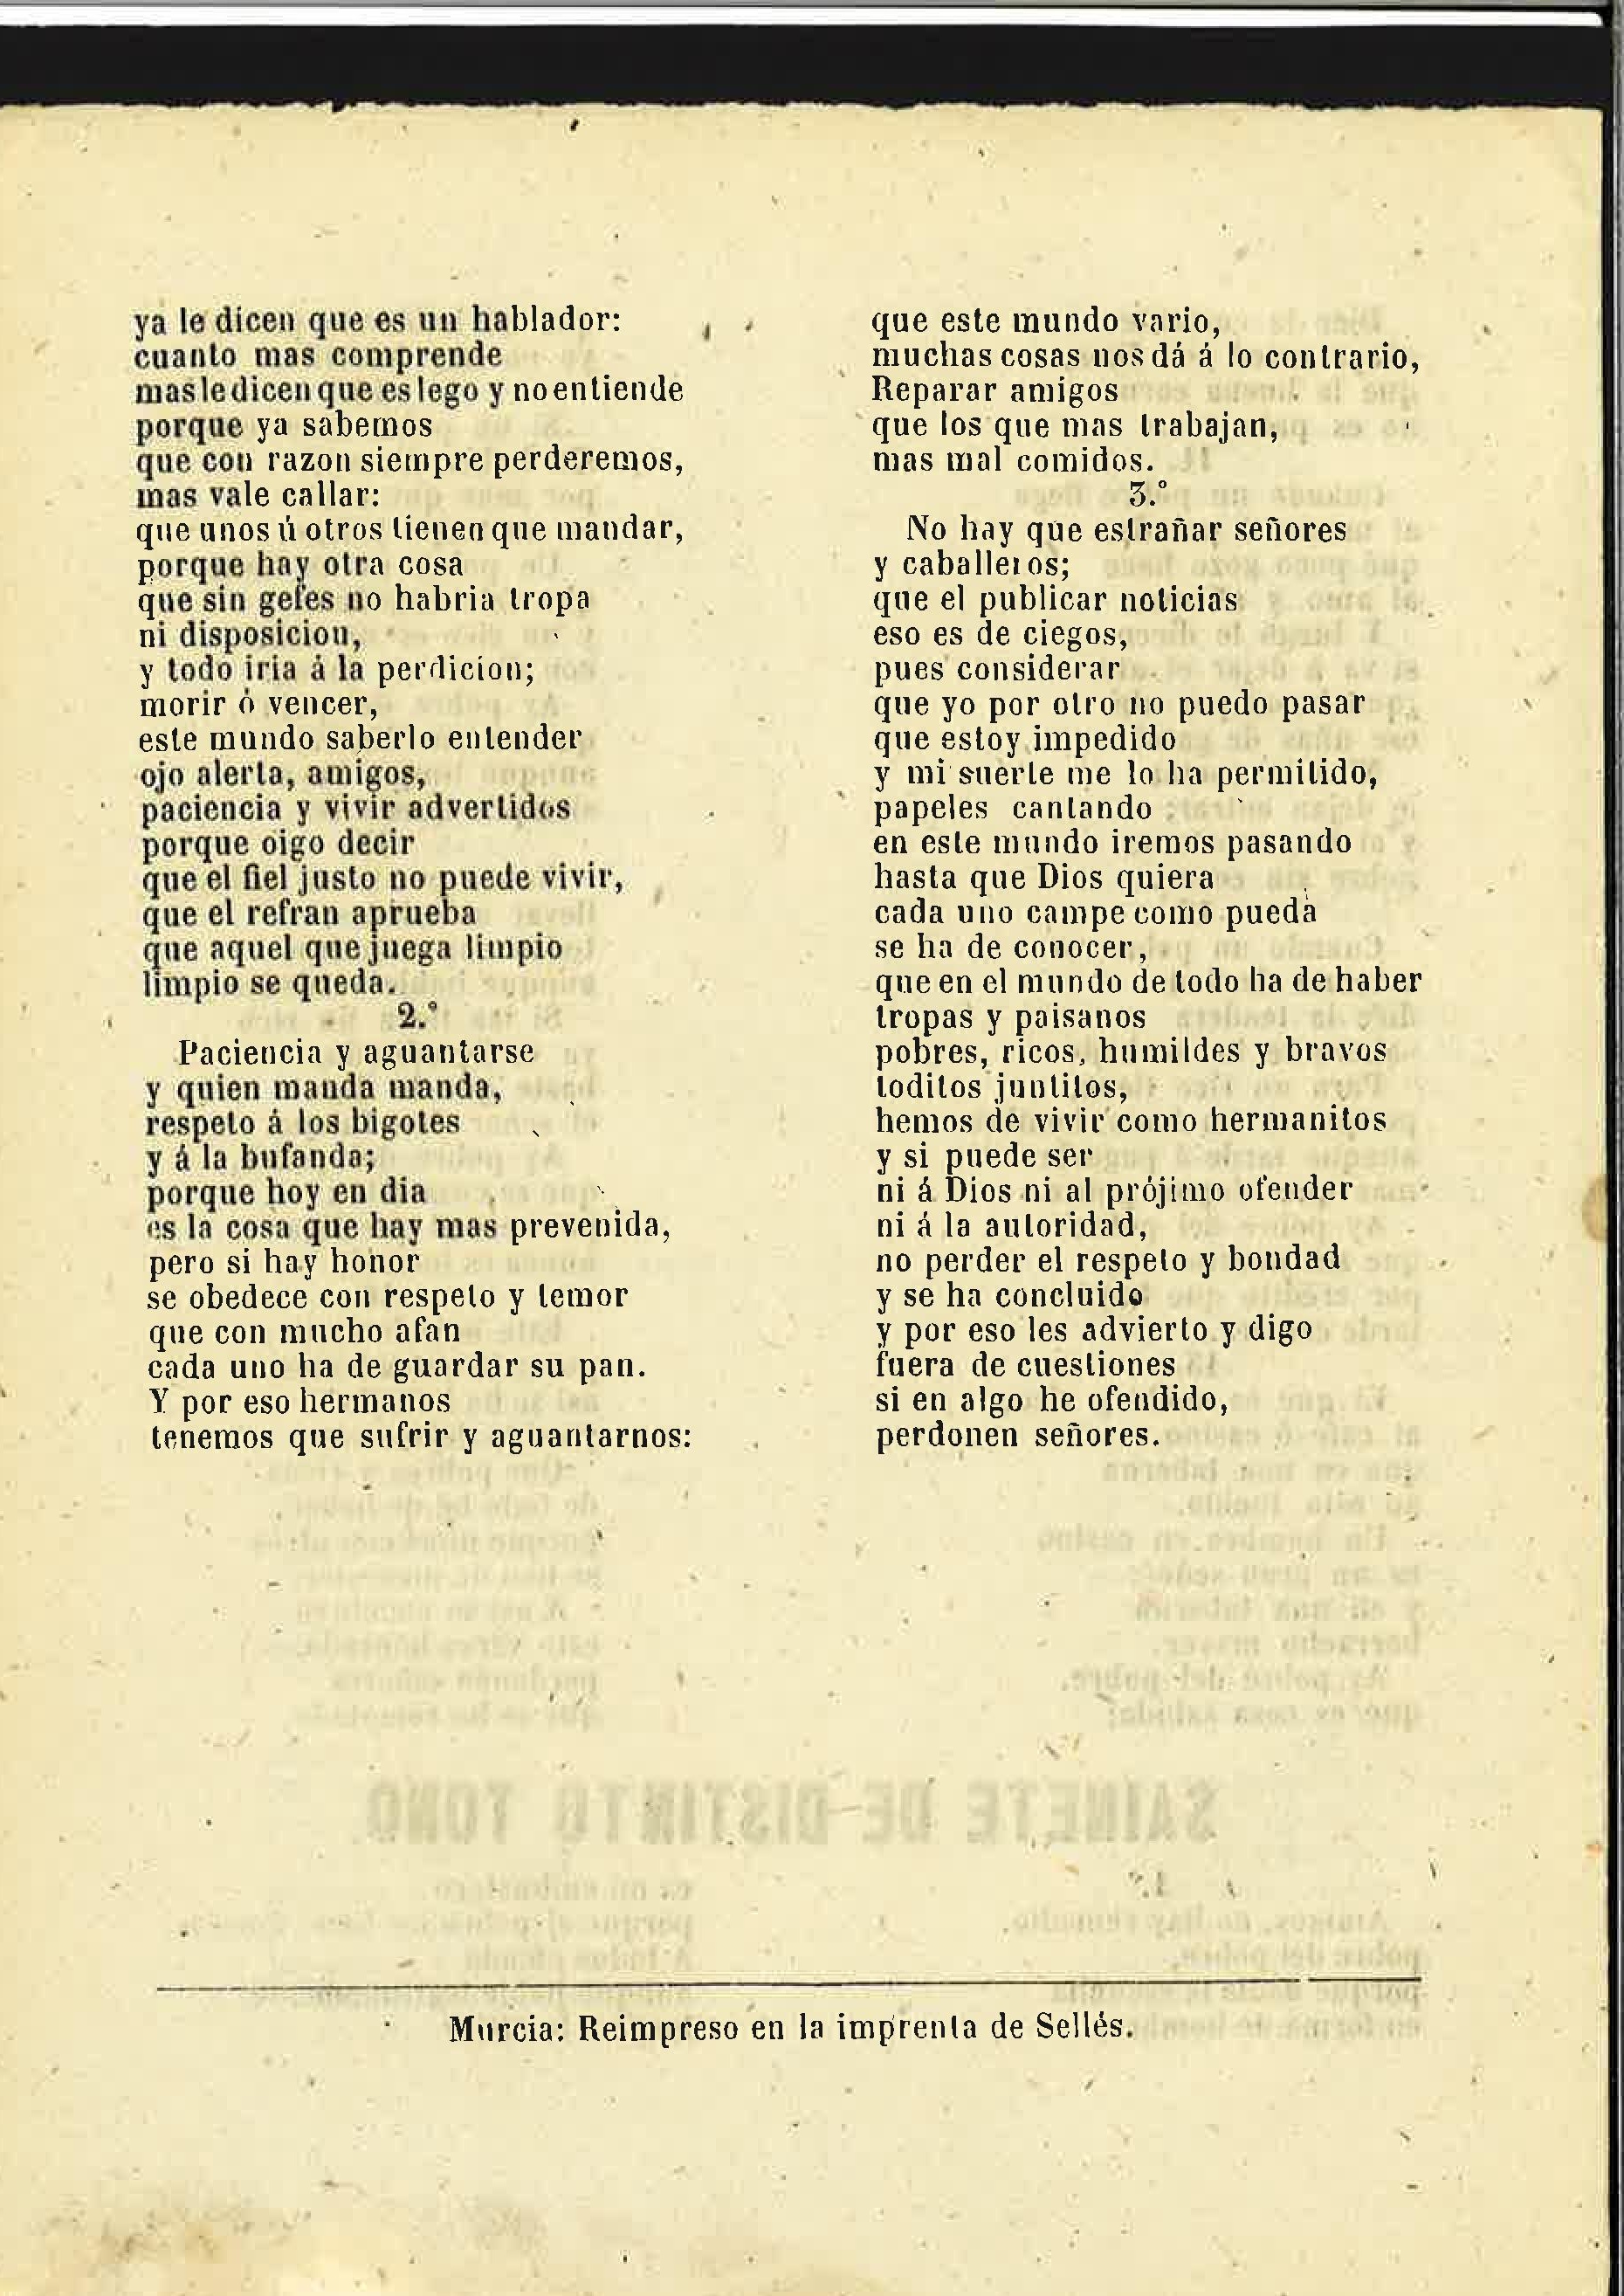 ya le dicen que es un hablador:
cuanto mas comprende
mas le dicen que es lego y no entiende
porque ya sabemos
que con razon siempre perderemos,
mas vale callar:
que unos ú otros tienen que mandar,
porque hay otra cosa
que sin gefes no habria tropa
ni disposicion,
y todo iria á la perdicion;
morir ó vencer,
este mundo saberlo entender
ojo alerta, amigos,
paciencia y vivir advertidos
porque oigo decir
que el fiel justo no puede vivir,
que el refran aprueba
que aquel que juega limpio
limpio se queda.
2.°
Paciencia y aguantarse
y quien manda manda,
respeto á los bigotes
y á la bufanda;
porque hoy en dia
es la cosa que hay mas prevenida,
pero si hay honor
se obedece con respeto y temor
que con mucho afan
cada uno ha de guardar su pan.
Y por eso hermanos
tenemos que sufrir y aguantarnos:
que este mundo vario,
muchas cosas nos dá á lo contrario,
Reparar amigos
que los que mas trabajan,
mas mal comidos.
3.°
No hay que estrañar señores
y caballeros;
que el publicar noticias
eso es de ciegos,
pues considerar
que yo por otro no puedo pasar
que estoy impedido
y mi suerte me lo ha permitido,
papeles cantando
en este mundo iremos pasando
hasta que Dios quiera
cada uno campe como pueda
se ha de conocer,
que en el mundo de todo ha de haber
tropas y paisanos
pobres, ricos, humildes y bravos
toditos juntitos,
hemos de vivir como hermanitos
y si puede ser
ni á Dios ni al prójimo ofender
ni á la autoridad,
no perder el respeto y bondad
y se ha concluido
y por eso les advierto y digo
fuera de cuestiones
si en algo he ofendido,
perdonen señores.
Murcia: Reimpreso en la imprenta de Sellés.